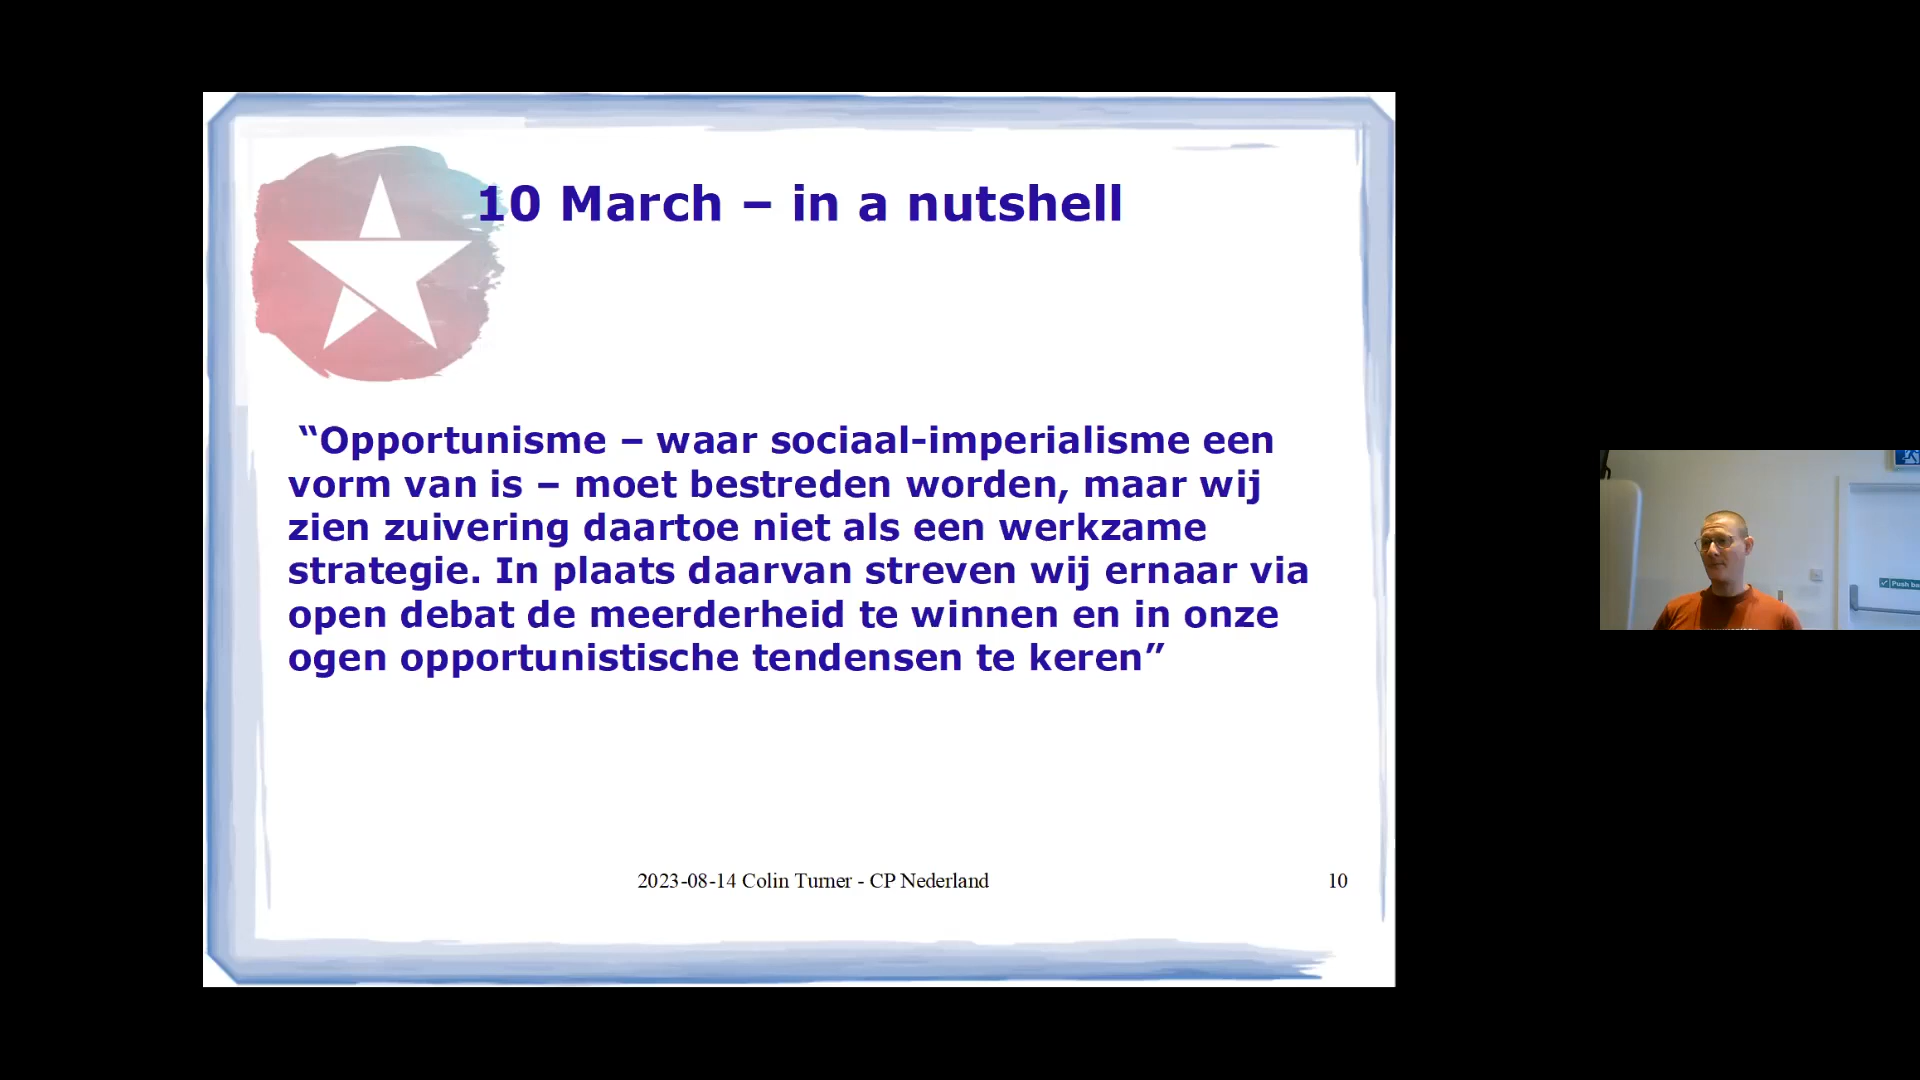 10 March – in a nutshell
“Opportunisme – waar sociaal-imperialisme een
vorm van is – moet bestreden worden, maar wij
zien zuivering daartoe niet als een werkzame
strategie. In plaats daarvan streven wij ernaar via
open debat de meerderheid te winnen en in onze
ogen opportunistische tendensen te keren”
2023-08-14 Colin Turner - CP Nederland
10
Push